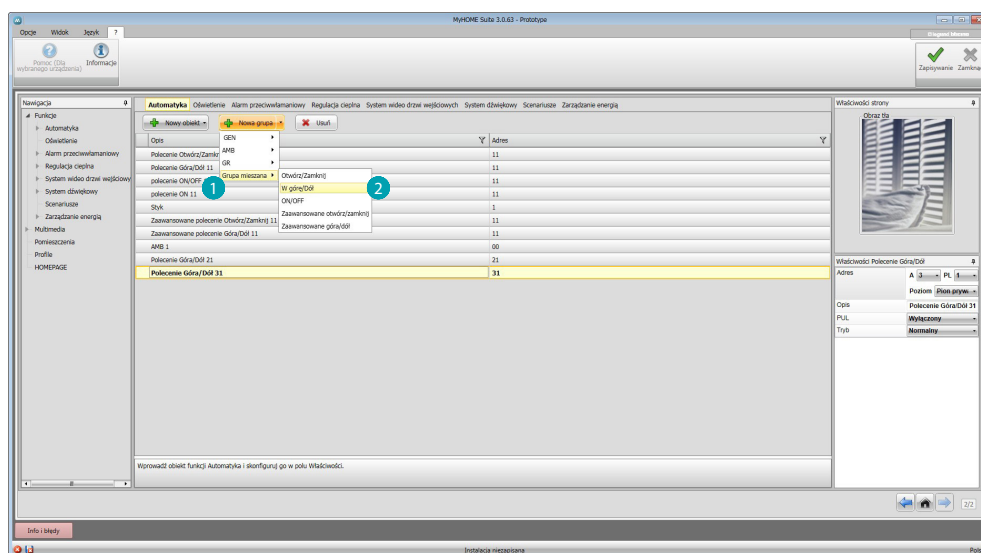 MyHOME Suite 3.0.63 - Prototype
Opcje Widok Język ?
Pomoc (Dla wybranego urządzenia)
Informacje
Zapisywanie
Nawigacja
Funkcje
Automatyka
Oświetlenie
Alarm przeciwwłamaniowy
Regulacja cieplna
System wideo drzwi wejściowy
System dźwiękowy
Scenariusze
Zarządzanie energią
Multimedia
Pomieszczenia
Profile
HOMEPAGE
Automatyka Oświetlenie Alarm przeciwwłamaniowy Regulacja cieplna System wideo drzwi wejściowych System dźwiękowy Scenariusze Zarządzanie energią
Nowy obiekt Nowa grupa Usuń
Opis Adres
Polecenie Otwórz/Zamkn 11
Polecenie Góra/Dół 11 11
polecenie ON/OFF 11
polecenie ON 11 11
Styk 1
Zaawansowane polecenie Otwórz/Zamknij 11 11
Zaawansowane polecenie Góra/Dół 11 11
AMB 1 00
Polecenie Góra/Dół 21 21
Polecenie Góra/Dół 31 31
GEN
AMB
GR
Grupa mieszana
1
Otwórz/Zamknij
W górę/Dół
ON/OFF
Zaawansowane otwórz/zamknij
Zaawansowane góra/dół
2
Wprowadź obiekt funkcji Automatyka i skonfiguruj go w polu Właściwości.
Właściwości strony
Obraz tła
Właściwości Polecenie Góra/Dół
Adres A 3 PL 1
Poziom Pion prywa
Opis Polecenie Góra/Dół 31
PUL Wyłączony
Tryb Normalny
2/2
Info i błędy
Instalacja niezapisana